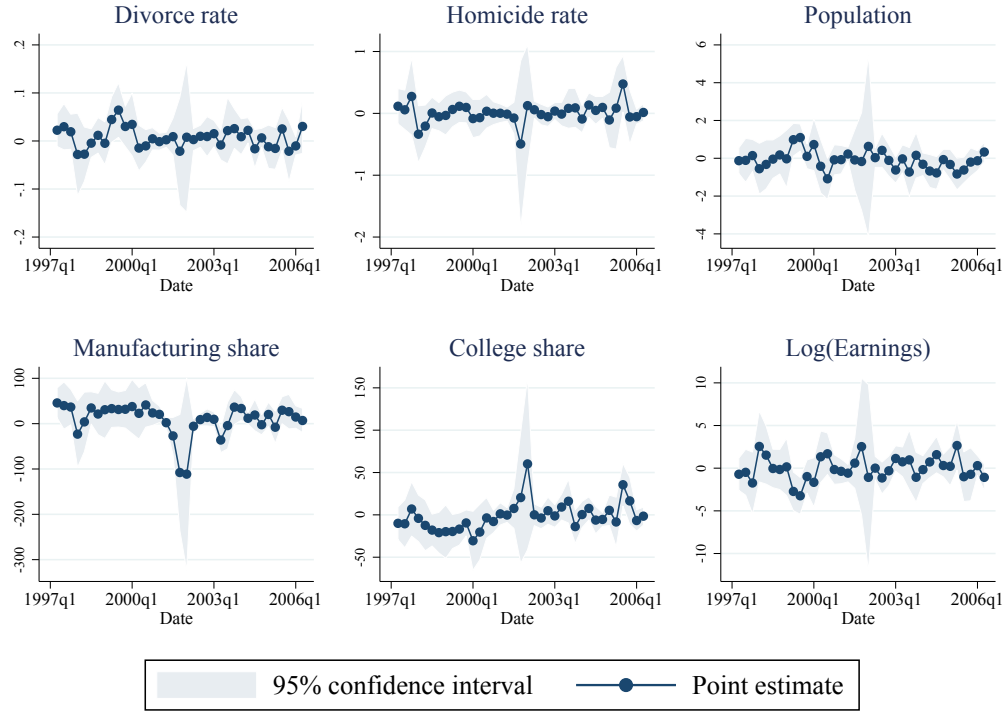 Divorce rate
.2
.1
0
-.1
-.2
1997q1 2000q1 2003q1 2006q1
Date
Homicide rate
1
0
-1
-2
1997q1 2000q1 2003q1 2006q1
Date
Population
6
4
2
0
-2
-4
1997q1 2000q1 2003q1 2006q1
Date
Manufacturing share
100
0
-100
-200
-300
1997q1 2000q1 2003q1 2006q1
Date
College share
150
100
50
0
-50
1997q1 2000q1 2003q1 2006q1
Date
Log(Earnings)
10
5
0
-5
-10
1997q1 2000q1 2003q1 2006q1
Date
95% confidence interval Point estimate